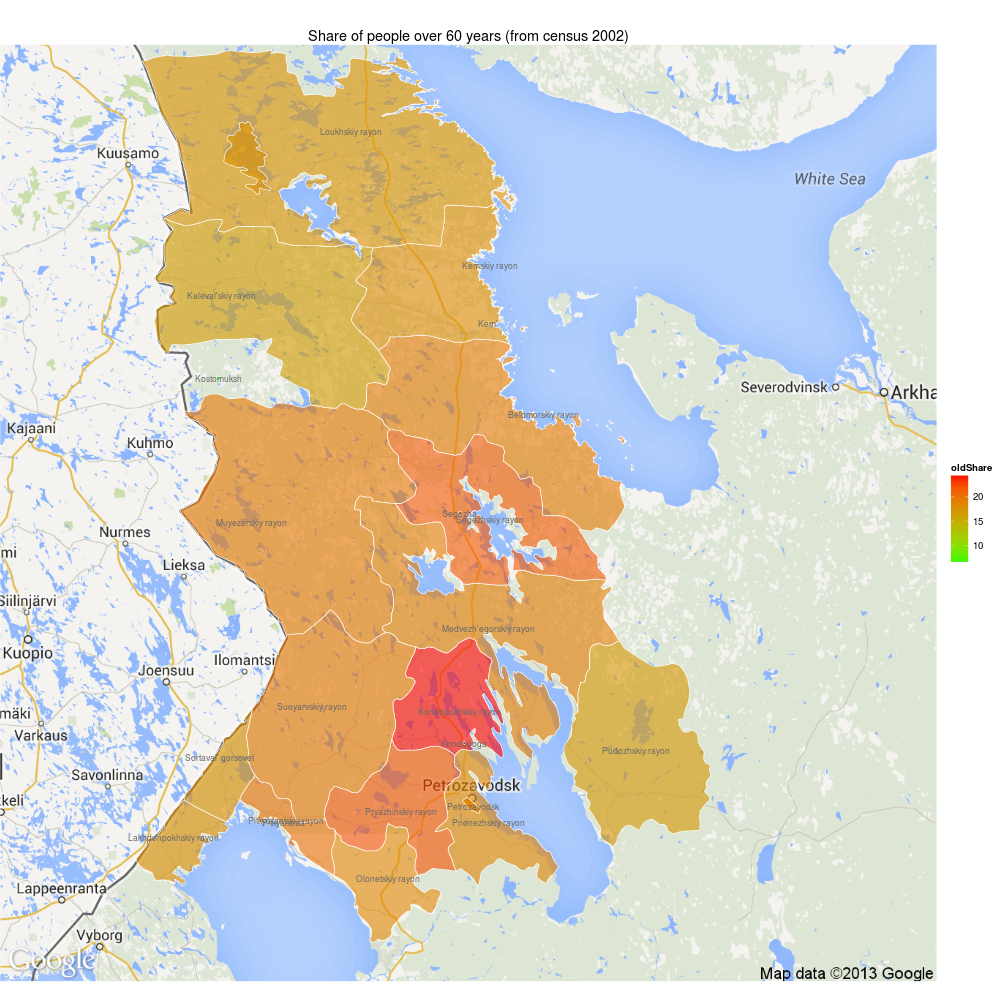 Share of people over 60 years (from census 2002)
Loukhskiy rayon
Kuusamo
White Sea
Kemskiy rayon
Kaleval'skiy rayon
Kem
Kostomuksh
Severodvinsk
Arkha
Belomorskiy rayon
Kajaani
Kuhmo
oldShare
20
15
10
Segezha
Segezhskiy rayon
Muyezerskiy rayon
Nurmes
mi
Lieksa
Siilinjärvi
Medvezh'egorskiy rayon
Kuopio
Ilomantsi
Joensuu
Suoyarvskiy rayon
Kondopozhskiy rayon
mäki
Varkaus
Kondopoga
Pudozhskiy rayon
Sortaval' gorsovet
Savonlinna
Petrozavodsk
keli
Petrozavodsk
Pryazhinskiy rayon
Prionezhskiy rayon
Lakhdenpokhskiy rayon
Olonetskiy rayon
Lappeenranta
Vyborg
Google
Map data ©2013 Google